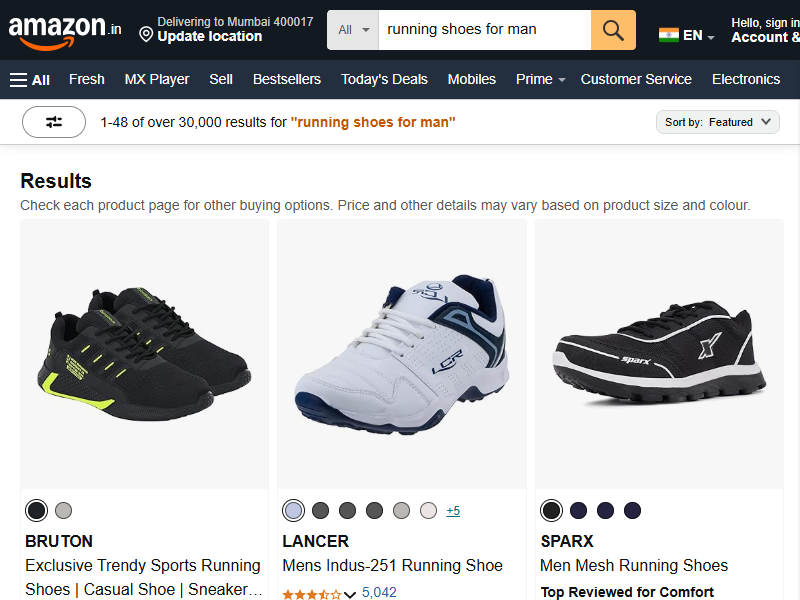 amazon.in
Delivering to Mumbai 400017
Update location
All
running shoes for man
EN
Hello, sign in
Account &
All
Fresh
MX Player
Sell
Bestsellers
Today's Deals
Mobiles
Prime
Customer Service
Electronics
1-48 of over 30,000 results for "running shoes for man"
Sort by: Featured
Results
Check each product page for other buying options. Price and other details may vary based on product size and colour.
LCR
sparx
+5
BRUTON
Exclusive Trendy Sports Running
Shoes | Casual Shoe | Sneaker…
LANCER
Mens Indus-251 Running Shoe
5,042
SPARX
Men Mesh Running Shoes
Top Reviewed for Comfort